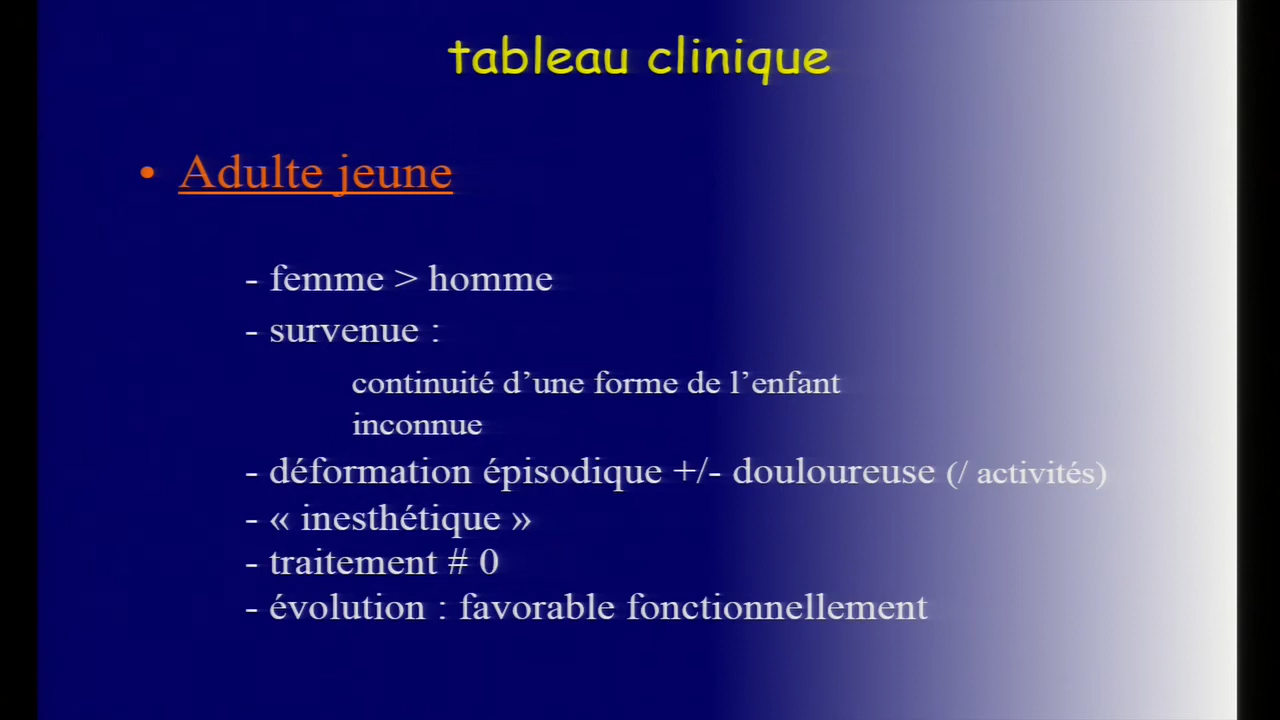 tableau clinique
• Adulte jeune
- femme > homme
- survenue :
continuité d’une forme de l’enfant
inconnue
- déformation épisodique +/- douloureuse (/ activités)
- « inesthétique »
- traitement # 0
- évolution : favorable fonctionnellement